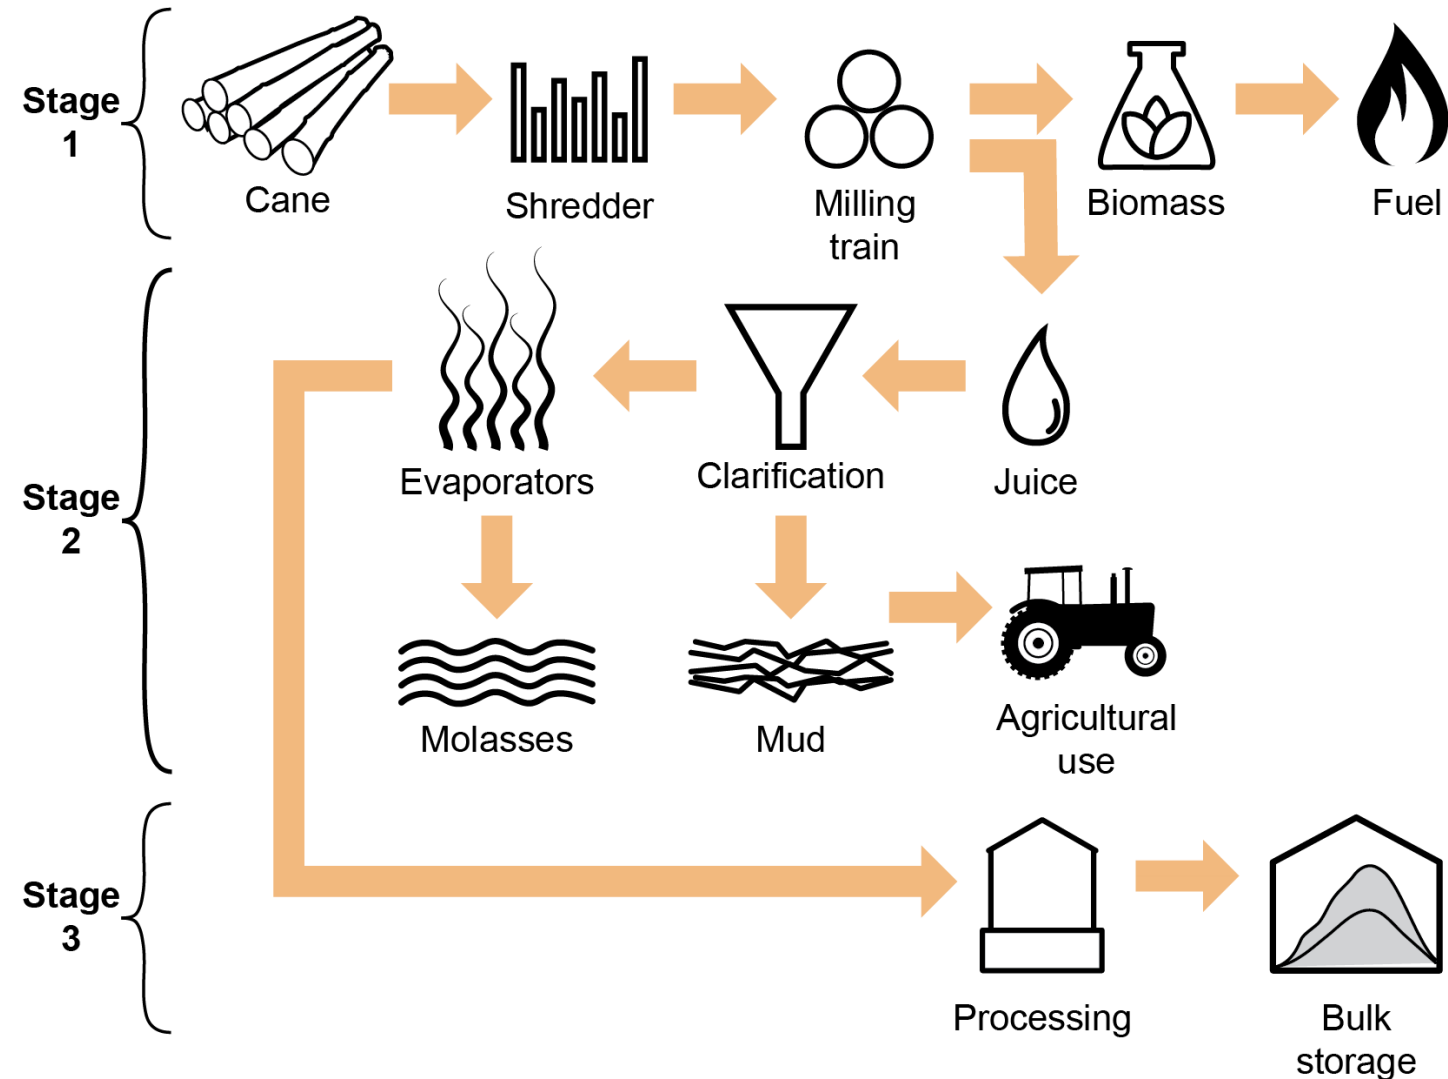 Stage
1
Cane
Shredder
Milling
train
Biomass
Fuel
Stage
2
Evaporators
Clarification
Juice
Molasses
Mud
Agricultural
use
Stage
3
Processing
Bulk
storage